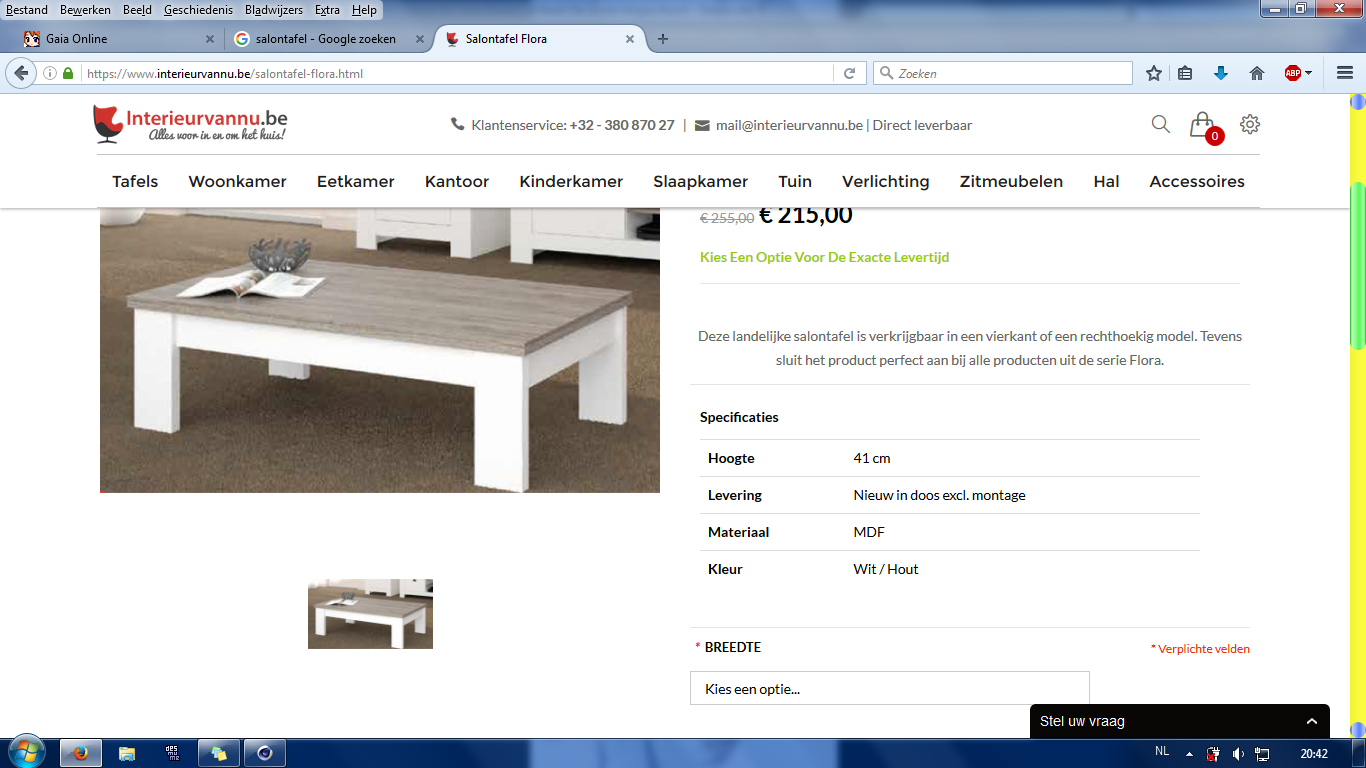 Bestand Bewerken Beeld Geschiedenis Bladwijzers Extra Help
Gaia Online
salontafel - Google zoeken
Salontafel Flora
https://www.interieurvannu.be/salontafel-flora.html
Zoeken
ABP
Interieurvannu.be
Alles voor in en om het huis!
Klantenservice: +32 - 380 870 27 | mail@interieurvannu.be | Direct leverbaar
0
Tafels Woonkamer Eetkamer Kantoor Kinderkamer Slaapkamer Tuin Verlichting Zitmeubelen Hal Accessoires
€ 255,00 € 215,00
Kies Een Optie Voor De Exacte Levertijd
Deze landelijke salontafel is verkrijgbaar in een vierkant of een rechthoekig model. Tevens
sluit het product perfect aan bij alle producten uit de serie Flora.
Specificaties
Hoogte 41 cm
Levering Nieuw in doos excl. montage
Materiaal MDF
Kleur Wit / Hout
* BREEDTE
* Verplichte velden
Kies een optie...
Stel uw vraag
des
mu
me
NL
20:42